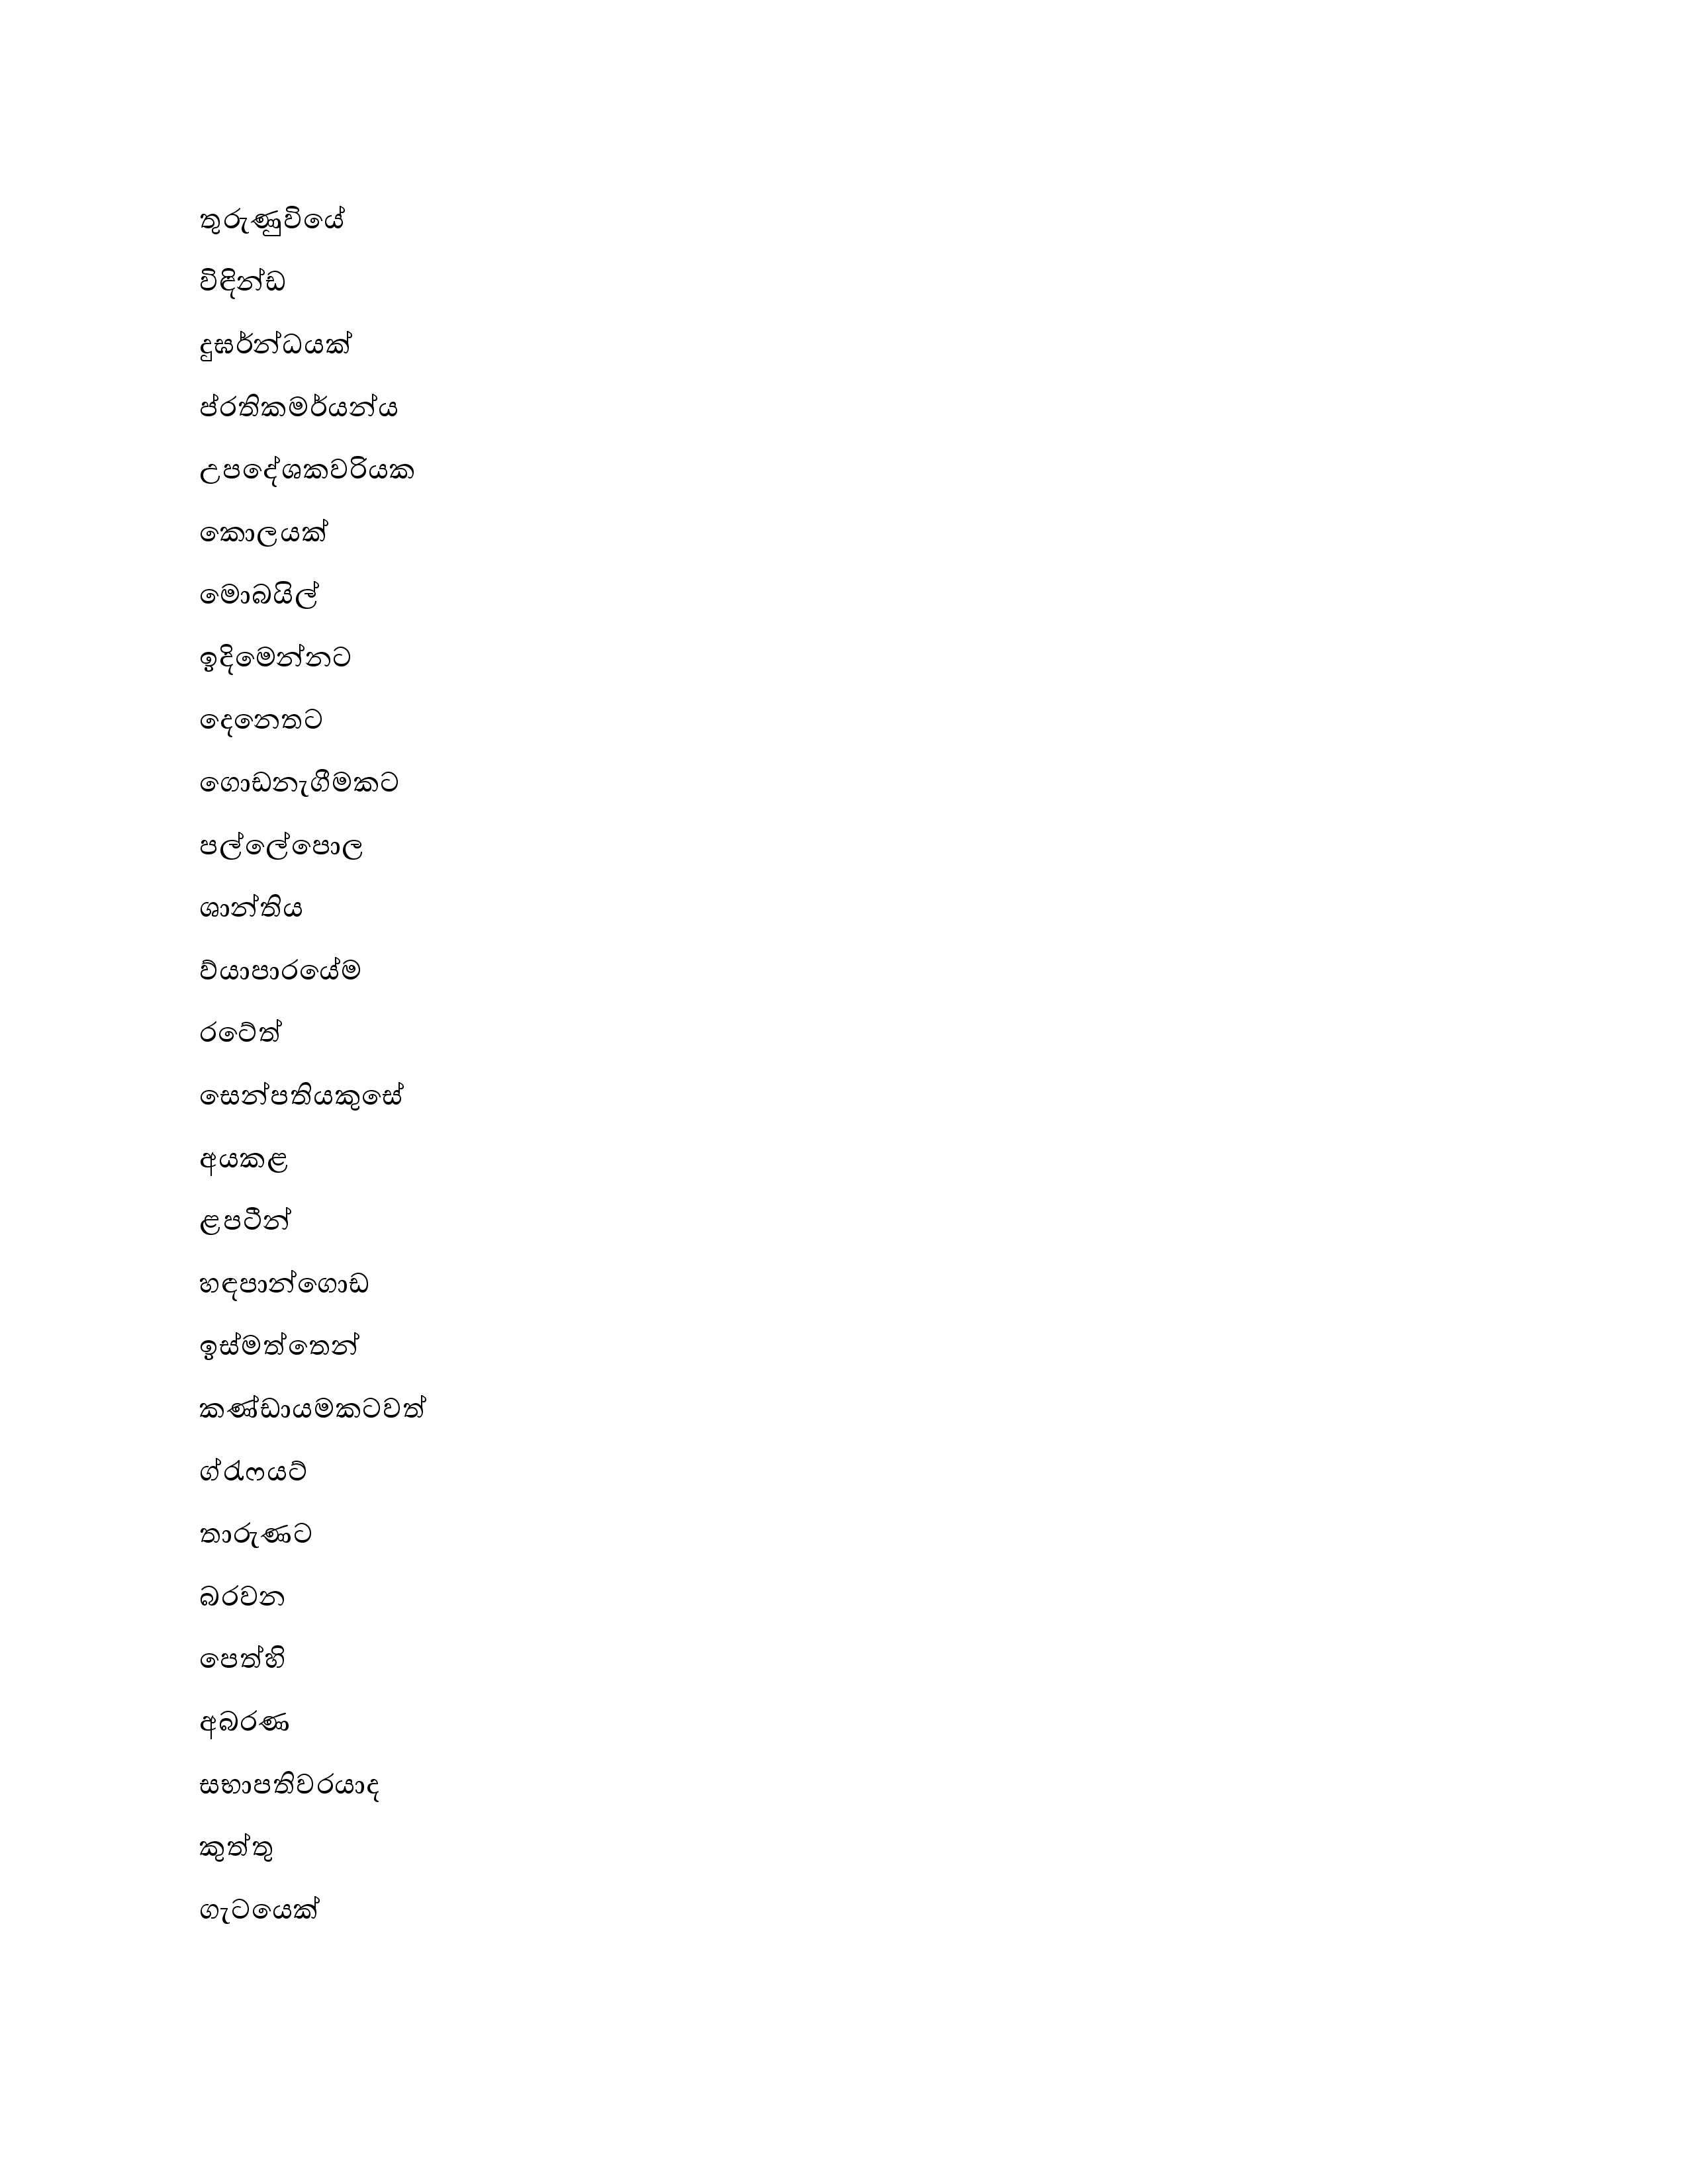 තුරුණුවියේ
විඳින්ඩ
දුඝර්න්ධයක්
ප්රතිකමර්යන්ය
උපදේශකවරියක
කොලයක්
මොබයිල්
ඉදිමෙන්නට
දෙනෙතට
ගොඩනැගීමකට
පල්ලේපොල
ශාන්තිය
ව්යාපාරයේම
රටේත්
සෙන්පතියකුසේ
අයකළ
ළපටීන්
හඳපාන්ගොඩ
ඉස්මත්තෙන්
කණ්ඩායමකටවත්
ග්රැෆයට්
තාරුණට
බරවන
පෙත්හි
අබරණ
සභාපතිවරයාද
කුත්තු
ගැටයෙක්